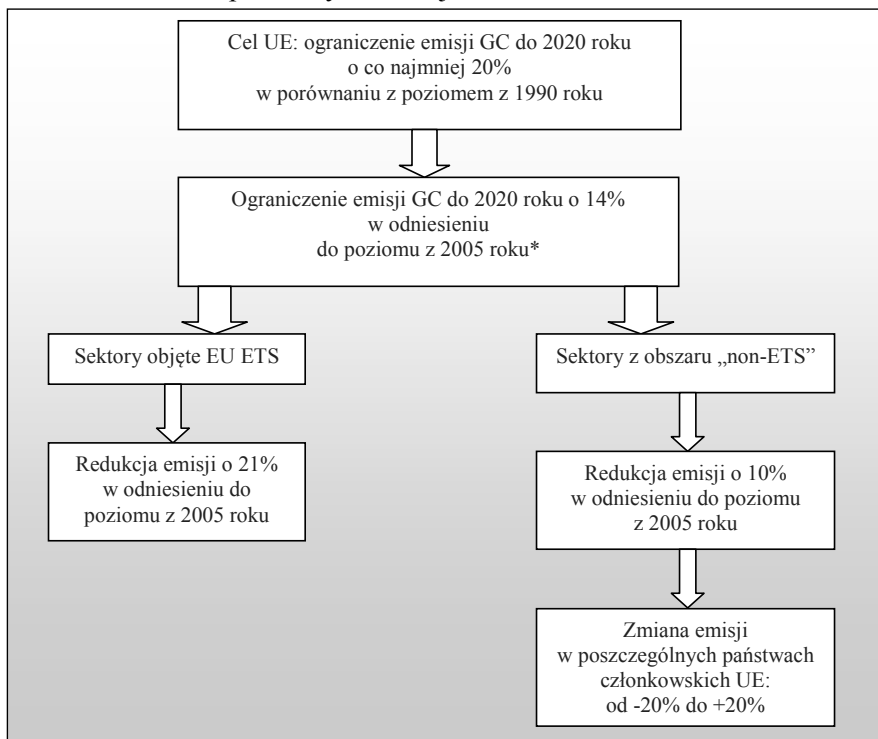 Cel UE: ograniczenie emisji GC do 2020 roku
o co najmniej 20%
w porównaniu z poziomem z 1990 roku
Ograniczenie emisji GC do 2020 roku o 14%
w odniesieniu
do poziomu z 2005 roku*
Sektory objęte EU ETS
Sektory z obszaru „non-ETS”
Redukcja emisji o 21%
w odniesieniu do
poziomu z 2005 roku
Redukcja emisji o 10%
w odniesieniu do poziomu
z 2005 roku
Zmiana emisji
w poszczególnych państwach
członkowskich UE:
od -20% do +20%